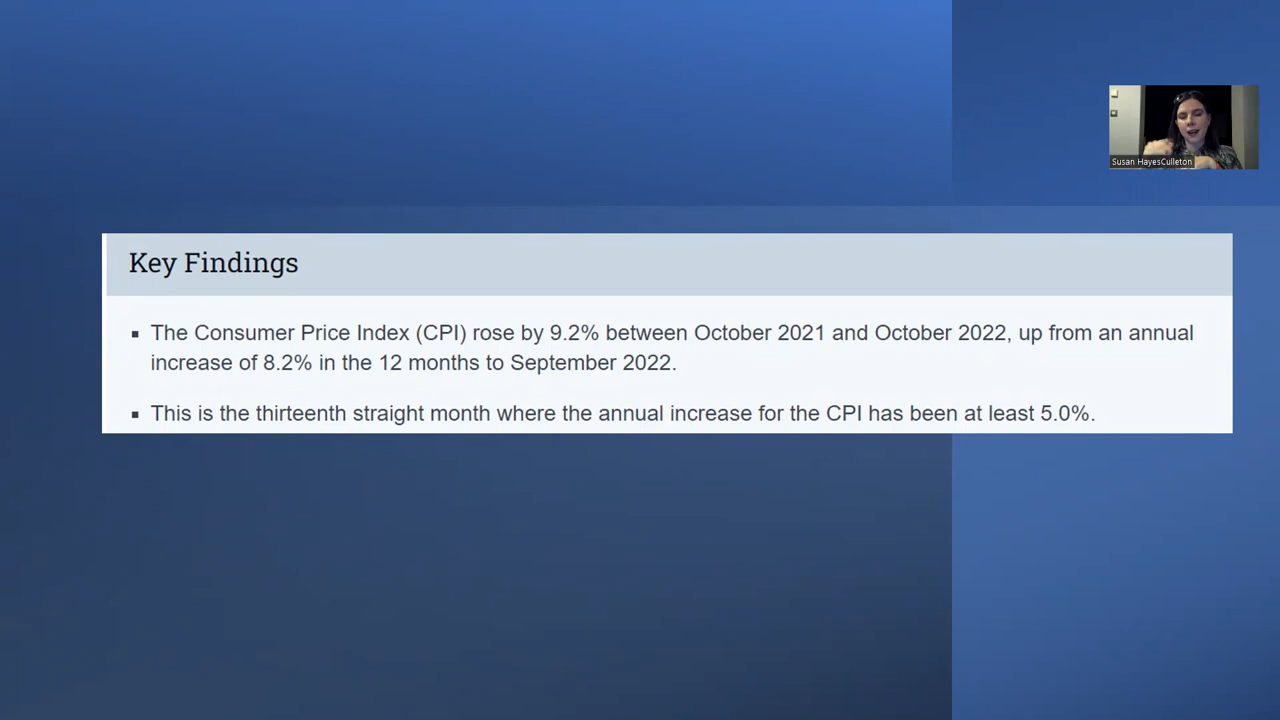 Susan HayesCulleton
Key Findings
The Consumer Price Index (CPI) rose by 9.2% between October 2021 and October 2022, up from an annual
increase of 8.2% in the 12 months to September 2022.
This is the thirteenth straight month where the annual increase for the CPI has been at least 5.0%.